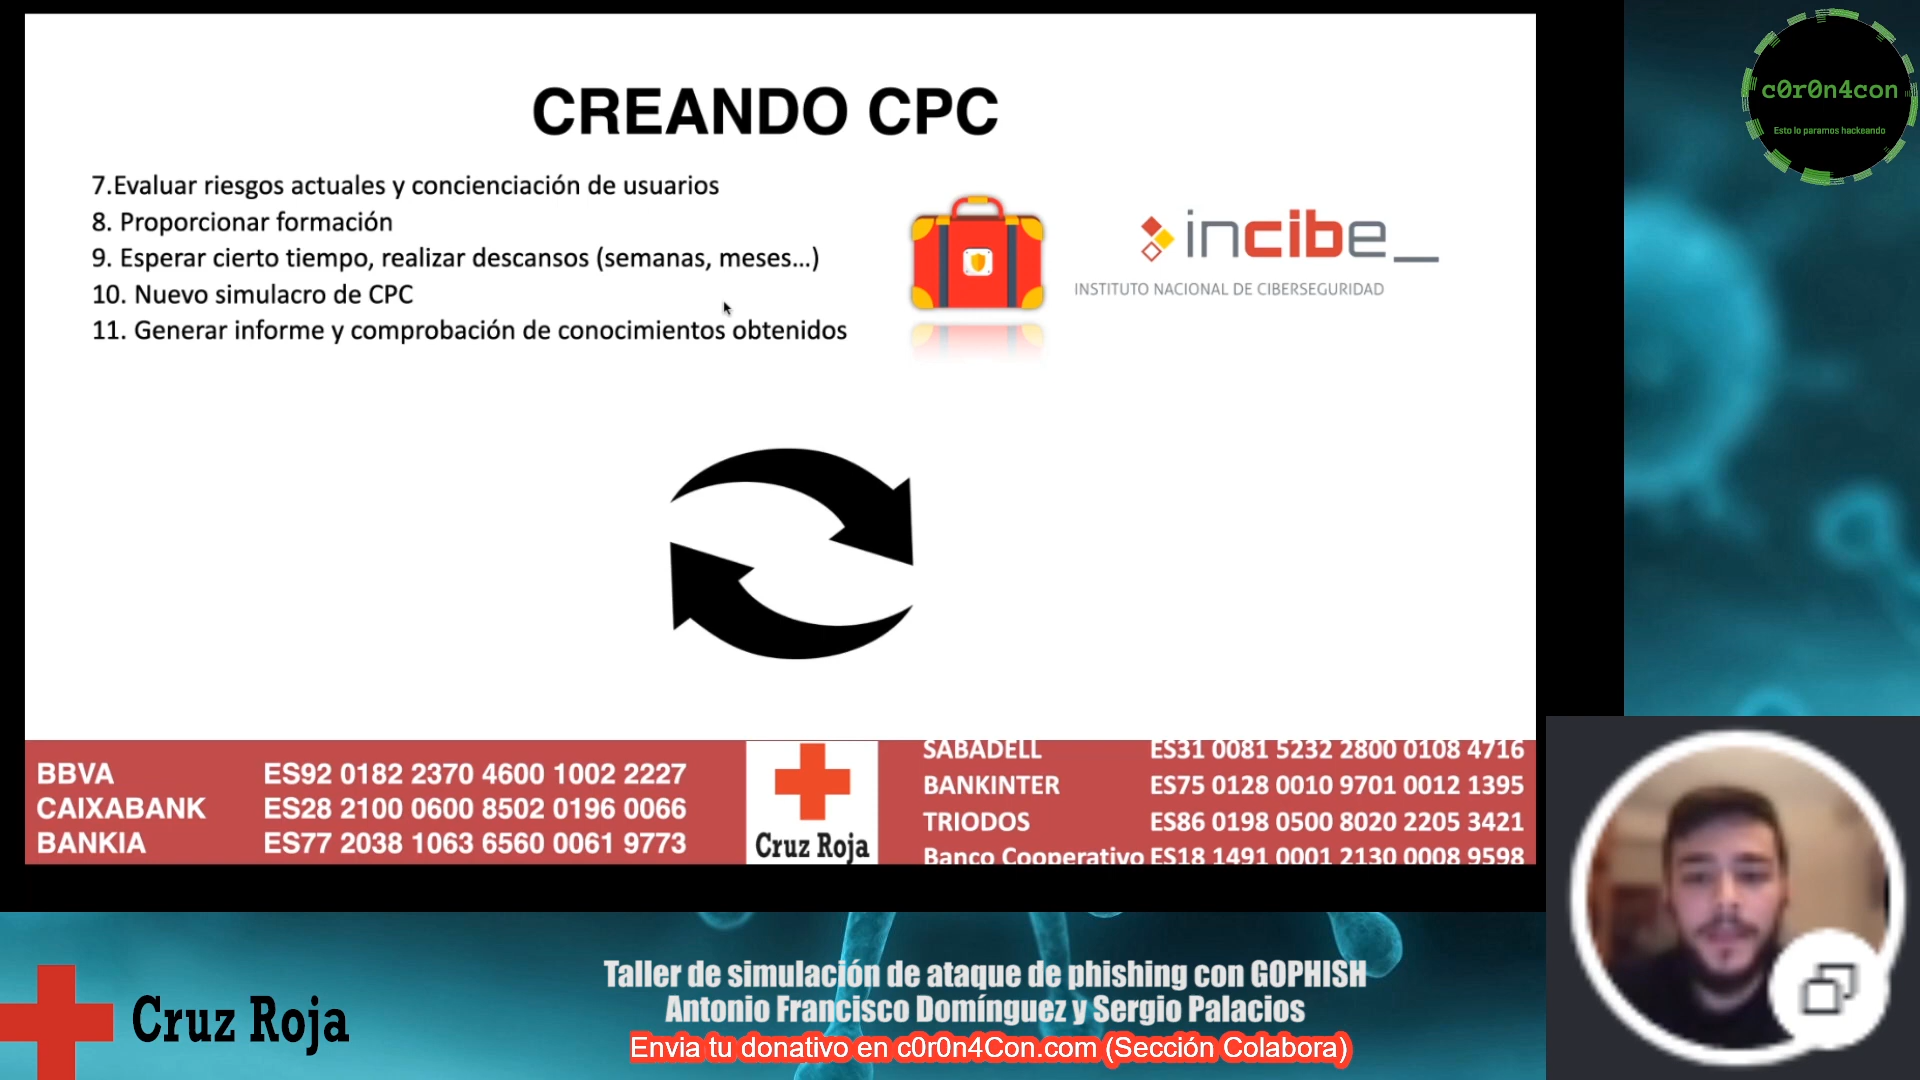 CREANDO CPC
7.Evaluar riesgos actuales y concienciación de usuarios
8. Proporcionar formación
9. Esperar cierto tiempo, realizar descansos (semanas, meses...)
10. Nuevo simulacro de CPC
11. Generar informe y comprobación de conocimientos obtenidos
incibe_
INSTITUTO NACIONAL DE CIBERSEGURIDAD
c0r0n4con
Esto lo paramos hackeando
BBVA ES92 0182 2370 4600 1002 2227
CAIXABANK ES28 2100 0600 8502 0196 0066
BANKIA ES77 2038 1063 6560 0061 9773
Cruz Roja
SABADELL ES31 0081 5232 2800 0108 4716
BANKINTER ES75 0128 0010 9701 0012 1395
TRIODOS ES86 0198 0500 8020 2205 3421
Banco Cooperativo ES18 1491 0001 2130 0008 9598
Cruz Roja
Taller de simulación de ataque de phishing con GOPHISH
Antonio Francisco Domínguez y Sergio Palacios
Envia tu donativo en c0r0n4Con.com (Sección Colabora)